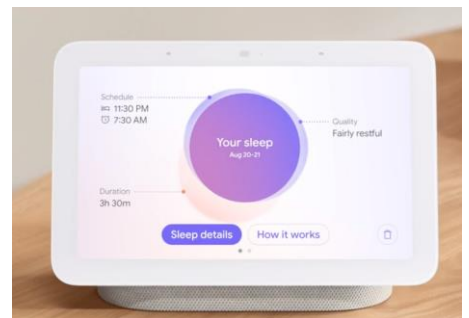 Schedule
11:30 PM
7:30 AM
Your sleep
Aug 20-21
Quality
Fairly restful
Duration
3h 30m
Sleep details
How it works